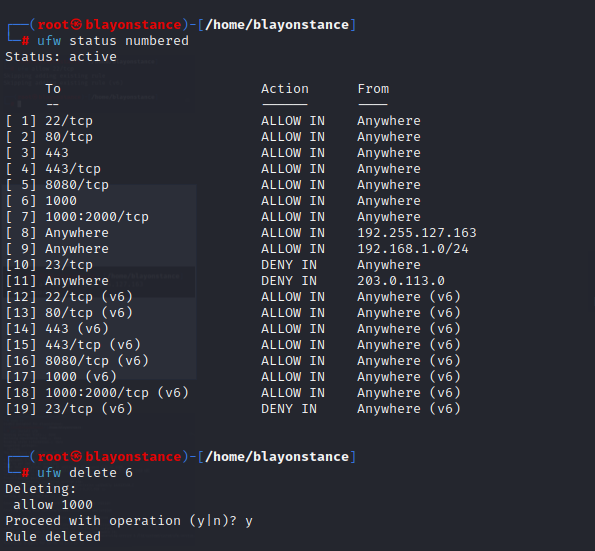 ┌──(root㉿blayonstance)-[/home/blayonstance]
└─# ufw status numbered
Status: active

     To                         Action      From
     --                         ------      ----
[ 1] 22/tcp                     ALLOW IN    Anywhere
[ 2] 80/tcp                     ALLOW IN    Anywhere
[ 3] 443                        ALLOW IN    Anywhere
[ 4] 443/tcp                    ALLOW IN    Anywhere
[ 5] 8080/tcp                   ALLOW IN    Anywhere
[ 6] 1000                       ALLOW IN    Anywhere
[ 7] 1000:2000/tcp              ALLOW IN    Anywhere
[ 8] Anywhere                   ALLOW IN    192.255.127.163
[ 9] Anywhere                   ALLOW IN    192.168.1.0/24
[10] 23/tcp                     DENY IN     Anywhere
[11] Anywhere                   DENY IN     203.0.113.0
[12] 22/tcp (v6)                ALLOW IN    Anywhere (v6)
[13] 80/tcp (v6)                ALLOW IN    Anywhere (v6)
[14] 443 (v6)                   ALLOW IN    Anywhere (v6)
[15] 443/tcp (v6)               ALLOW IN    Anywhere (v6)
[16] 8080/tcp (v6)              ALLOW IN    Anywhere (v6)
[17] 1000 (v6)                  ALLOW IN    Anywhere (v6)
[18] 1000:2000/tcp (v6)         ALLOW IN    Anywhere (v6)
[19] 23/tcp (v6)                DENY IN     Anywhere (v6)

┌──(root㉿blayonstance)-[/home/blayonstance]
└─# ufw delete 6
Deleting:
 allow 1000
Proceed with operation (y|n)? y
Rule deleted